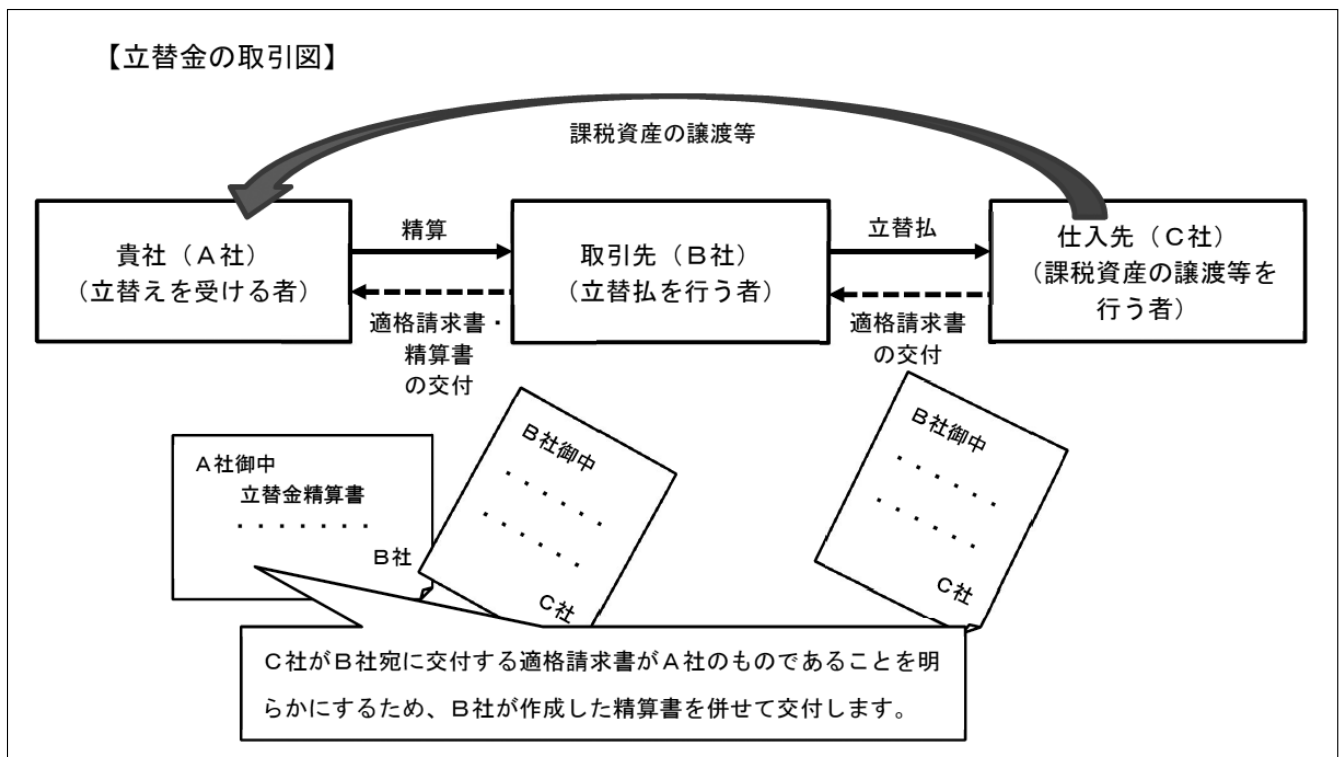 【立替金の取引図】
課税資産の譲渡等
貴社（Ａ社）
（立替えを受ける者）
精算
適格請求書・
精算書
の交付
取引先（Ｂ社）
（立替払を行う者）
立替払
適格請求書
の交付
仕入先（Ｃ社）
（課税資産の譲渡等を
行う者）
Ａ社御中
立替金精算書
・・・・・・・
Ｂ社
Ｂ社御中
・・・・・・
・・・・・・
Ｃ社
Ｂ社御中
・・・・・・
・・・・・・
Ｃ社
Ｃ社がＢ社宛に交付する適格請求書がＡ社のものであることを明
らかにするため、Ｂ社が作成した精算書を併せて交付します。